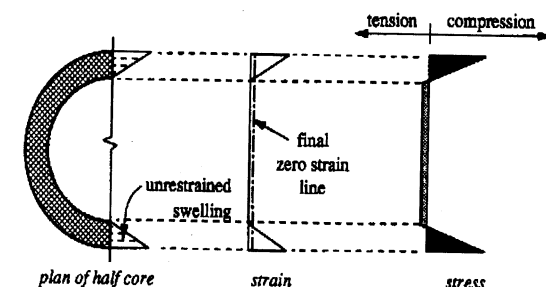 tension
compression
final
zero strain
line
unrestrained
swelling
plan of half core
strain
stress